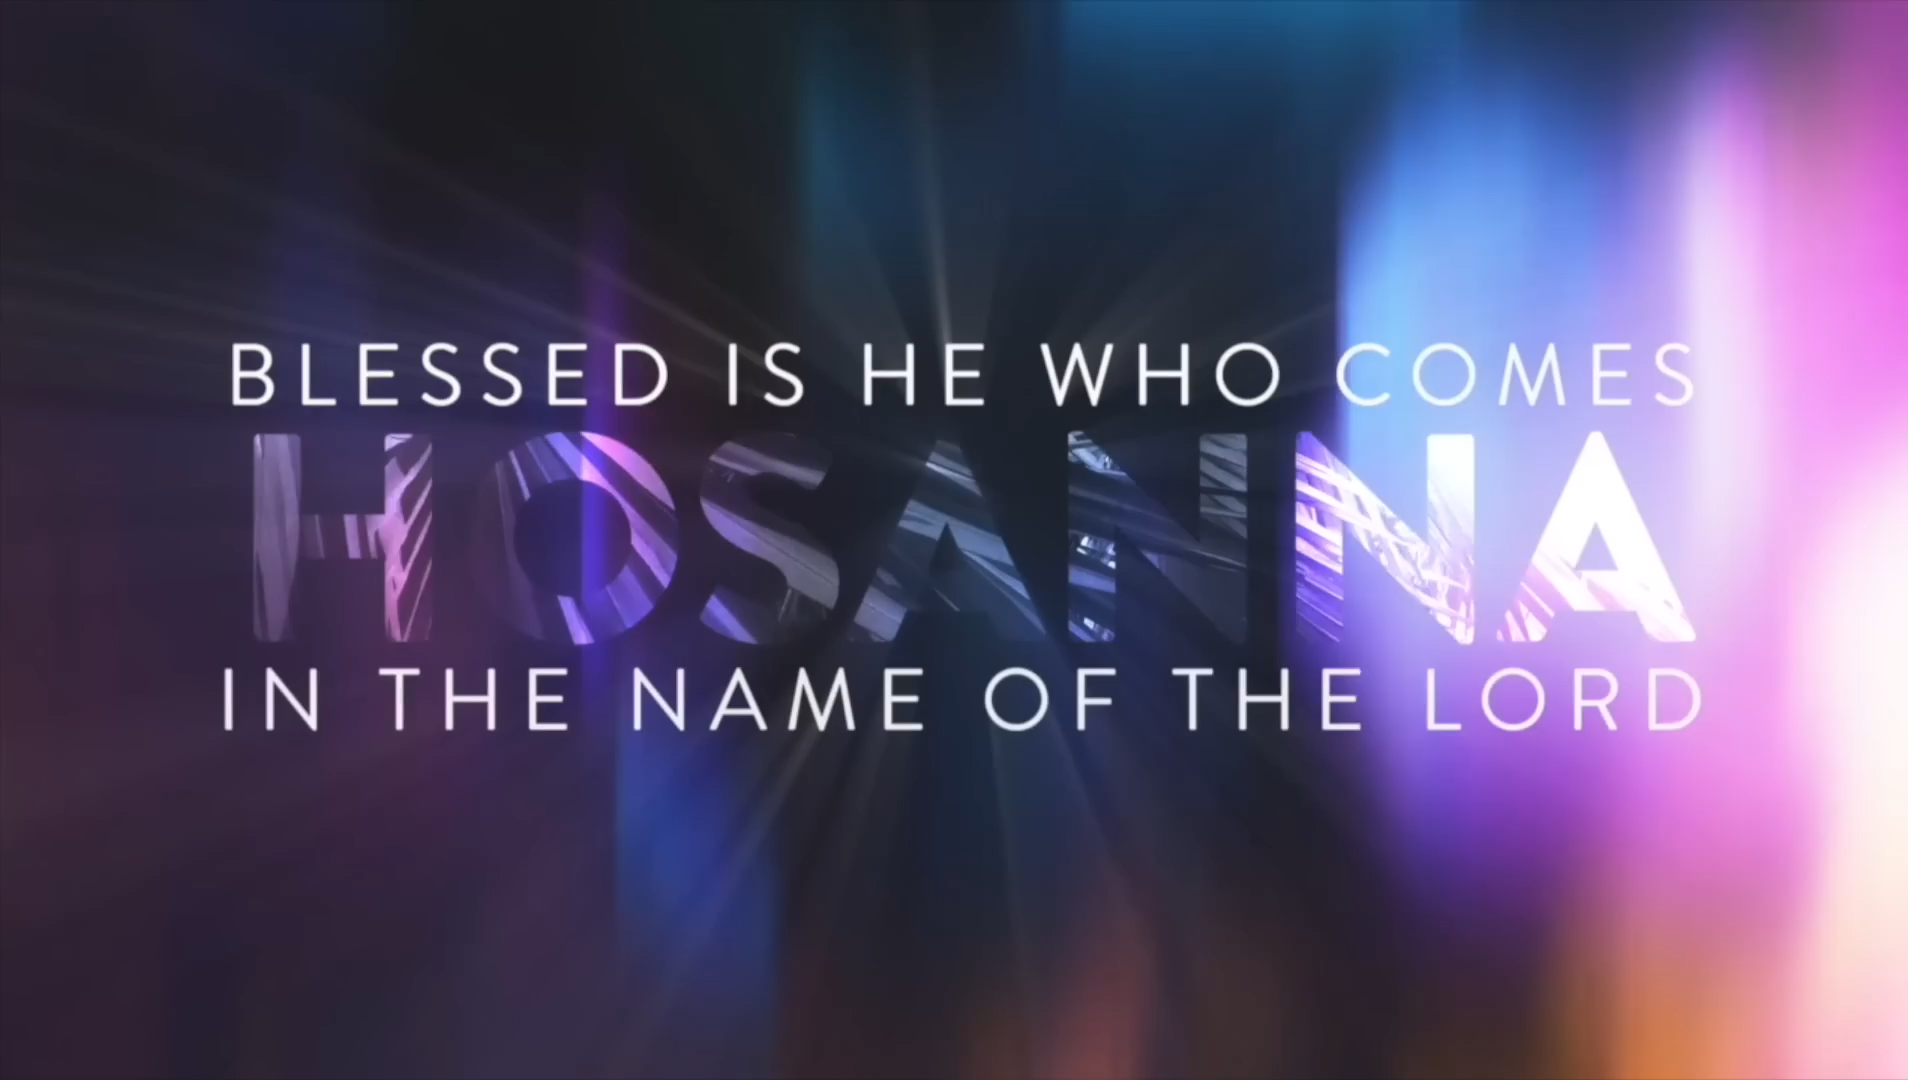 BLESSED IS HE WHO COMES
HOSANNA
IN THE NAME OF THE LORD